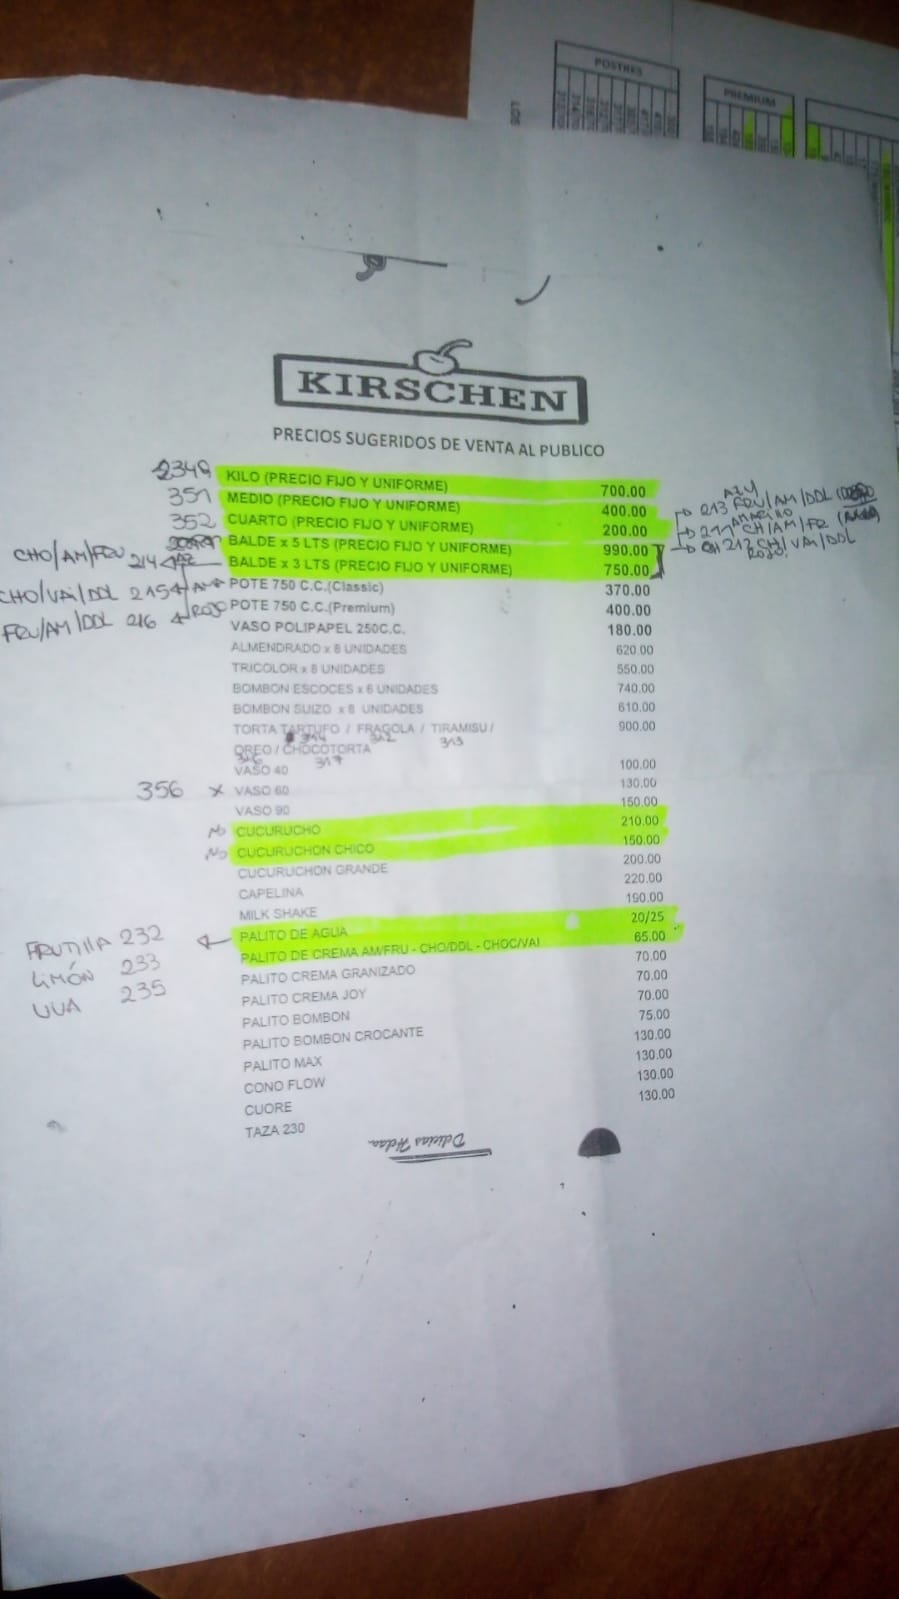 POSTRES
PREMIUM
KIRSCHEN
PRECIOS SUGERIDOS DE VENTA AL PUBLICO
2349 KILO (PRECIO FIJO Y UNIFORME) 700.00
351 MEDIO (PRECIO FIJO Y UNIFORME) 400.00
352 CUARTO (PRECIO FIJO Y UNIFORME) 200.00
BALDE x 5 LTS (PRECIO FIJO Y UNIFORME) 990.00
BALDE x 3 LTS (PRECIO FIJO Y UNIFORME) 750.00
POTE 750 C.C.(Classic) 370.00
POTE 750 C.C.(Premium) 400.00
VASO POLIPAPEL 250C.C. 180.00
ALMENDRADO x 8 UNIDADES 620.00
TRICOLOR x 8 UNIDADES 550.00
BOMBON ESCOCES x 6 UNIDADES 740.00
BOMBON SUIZO x 6 UNIDADES 610.00
TORTA TARTUFO / FRAGOLA / TIRAMISU / 900.00
314 312 313
OREO / CHOCOTORTA
316 317
VASO 40 100.00
356 x VASO 60 130.00
VASO 90 150.00
NO CUCURUCHO 210.00
NO CUCURUCHON CHICO 150.00
CUCURUCHON GRANDE 200.00
CAPELINA 220.00
MILK SHAKE 190.00
PALITO DE AGUA 20/25
PALITO DE CREMA AM/FRU - CHO/DDL - CHOC/VAI 65.00
PALITO CREMA GRANIZADO 70.00
PALITO CREMA JOY 70.00
PALITO BOMBON 70.00
PALITO BOMBON CROCANTE 75.00
PALITO MAX 130.00
CONO FLOW 130.00
CUORE 130.00
TAZA 230 130.00
CHO/AM/FRU 214 AZ
CHO/VAI/DDL 215 AMA
FRU/AM/DDL 216 ROJO
AZUL
213 FRU/AM/DDL
AMARILLO
211 CH/AM/FR
212 CH/VAI/DDL
ROJO
FRUTILLA 232
LIMÓN 233
UVA 235
Delicias